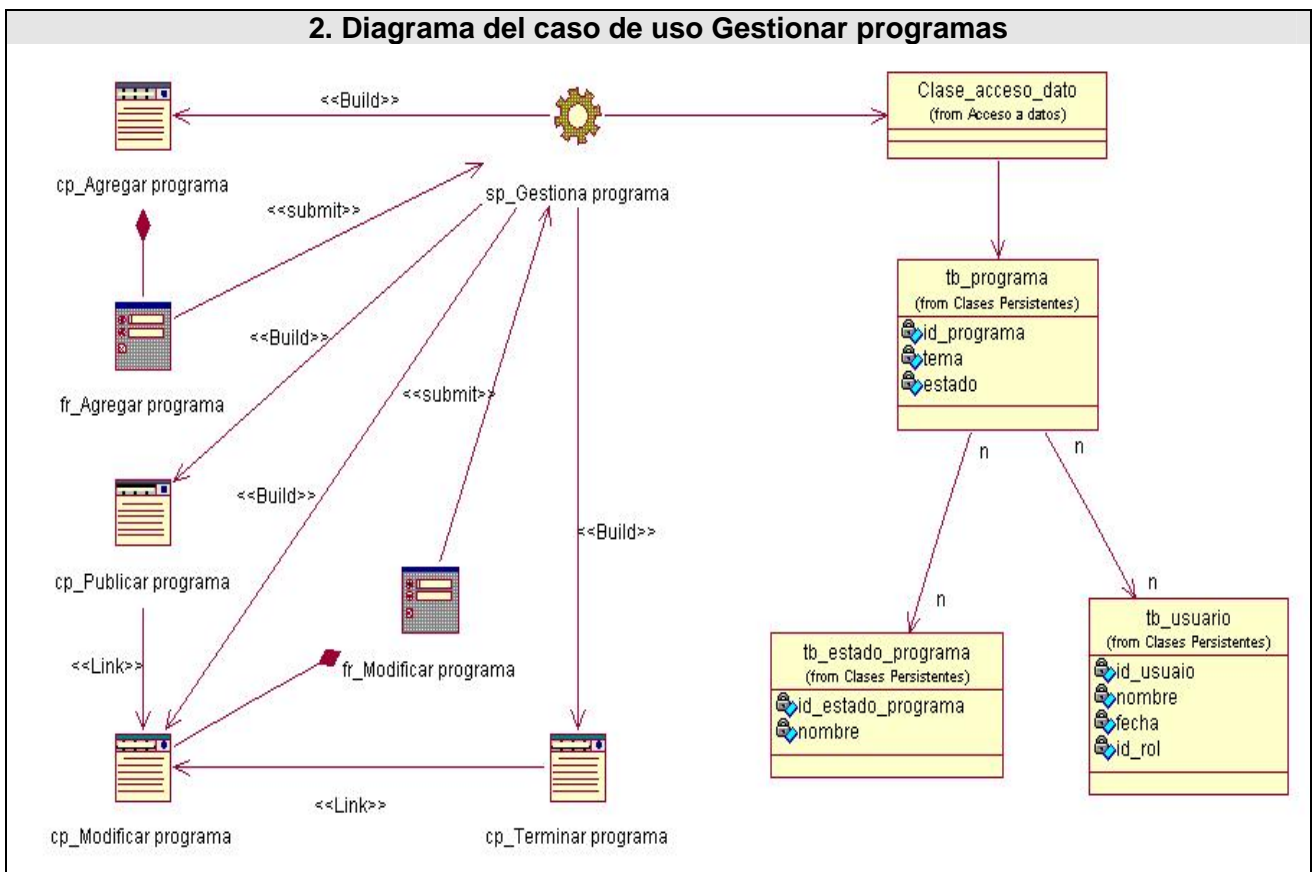 2. Diagrama del caso de uso Gestionar programas
<<Build>>
Clase_acceso_dato
(from Acceso a datos)
cp_Agregar programa
<<submit>>
sp_Gestiona programa
tb_programa
(from Clases Persistentes)
id_programa
tema
estado
<<Build>>
<<submit>>
fr_Agregar programa
n
n
<<Build>>
<<Build>>
cp_Publicar programa
n
n
<<Link>>
fr_Modificar programa
tb_estado_programa
(from Clases Persistentes)
id_estado_programa
nombre
tb_usuario
(from Clases Persistentes)
id_usuaio
nombre
fecha
id_rol
<<Link>>
cp_Modificar programa
cp_Terminar programa